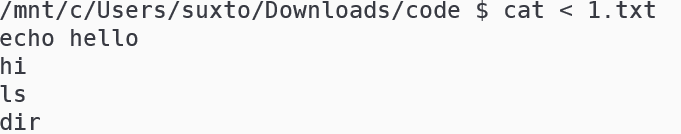 /mnt/c/Users/suxto/Downloads/code $ cat < 1.txt
echo hello
hi
ls
dir